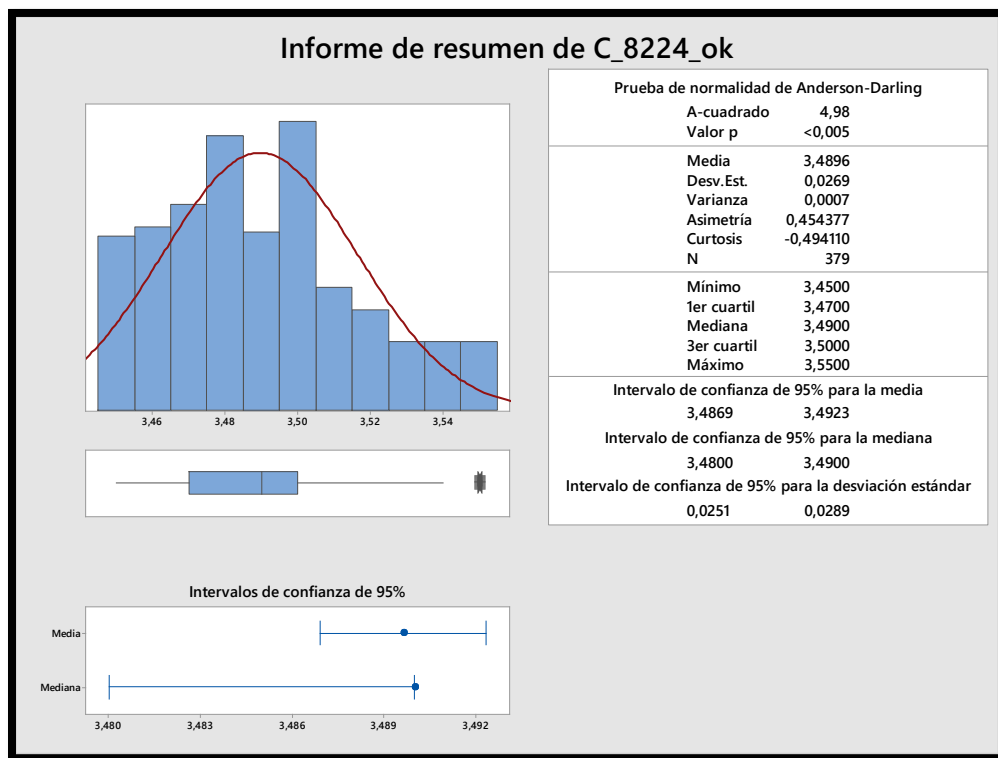 Informe de resumen de C_8224_ok
3,46 3,48 3,50 3,52 3,54
Intervalos de confianza de 95%
Media
Mediana
3,480 3,483 3,486 3,489 3,492
Prueba de normalidad de Anderson-Darling
A-cuadrado 4,98
Valor p <0,005
Media 3,4896
Desv.Est. 0,0269
Varianza 0,0007
Asimetría 0,454377
Curtosis -0,494110
N 379
Mínimo 3,4500
1er cuartil 3,4700
Mediana 3,4900
3er cuartil 3,5000
Máximo 3,5500
Intervalo de confianza de 95% para la media
3,4869 3,4923
Intervalo de confianza de 95% para la mediana
3,4800 3,4900
Intervalo de confianza de 95% para la desviación estándar
0,0251 0,0289